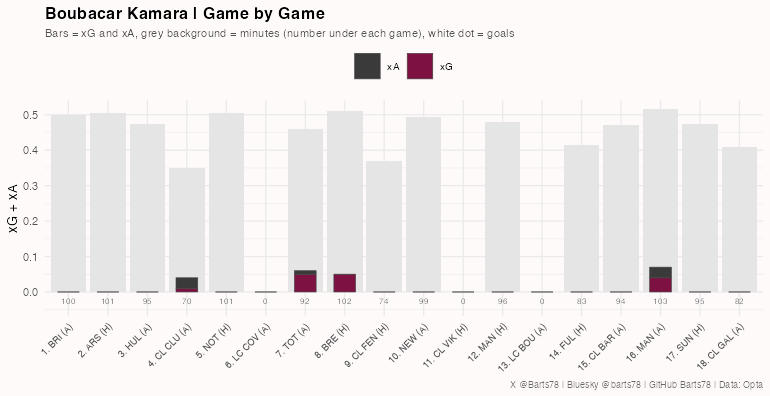 Boubacar Kamara | Game by Game
Bars = xG and xA, grey background = minutes (number under each game), white dot = goals
xA xG
xG + xA
0.5
0.4
0.3
0.2
0.1
0.0
100 101 95 70 101 0 92 102 74 99 0 96 0 83 94 103 95 82
1. BRI (A)
2. ARS (H)
3. HUL (A)
4. CL CLU (A)
5. NOT (H)
6. LC COV (A)
7. TOT (A)
8. BRE (H)
9. CL FEN (H)
10. NEW (A)
11. CL VIK (H)
12. MAN (H)
13. LC BOU (A)
14. FUL (H)
15. CL BAR (A)
16. MAN (A)
17. SUN (H)
18. CL GAL (A)
X @Barts78 | Bluesky @barts78 | GitHub Barts78 | Data: Opta